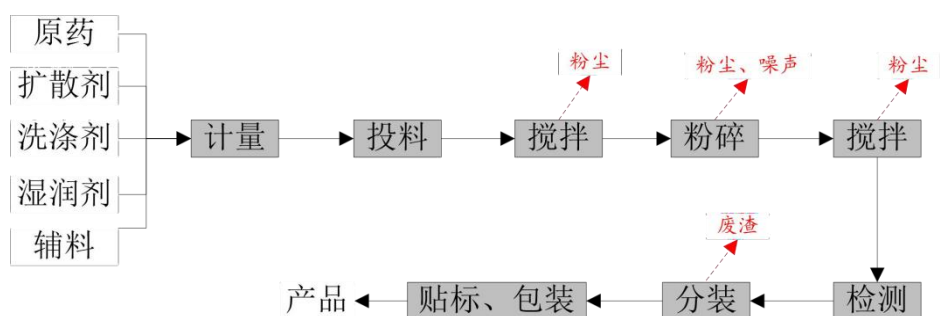 原药
扩散剂
洗涤剂
湿润剂
辅料
计量
投料
搅拌
粉尘
粉碎
粉尘、噪声
搅拌
粉尘
检测
分装
废渣
贴标、包装
产品